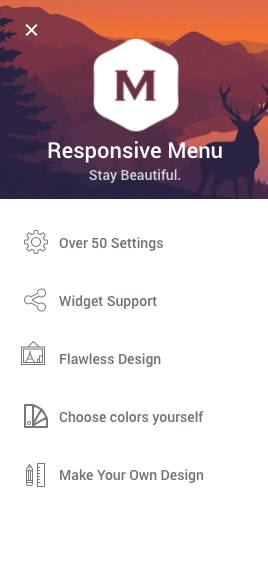 M
Responsive Menu
Stay Beautiful.
Over 50 Settings
Widget Support
Flawless Design
Choose colors yourself
Make Your Own Design